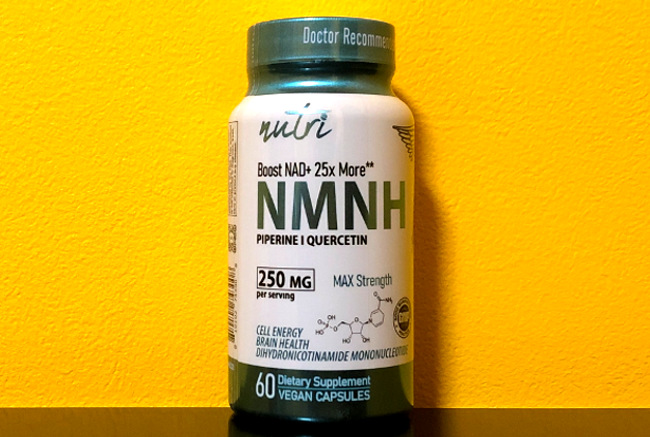 Doctor Recommen
nutri
Boost NAD+ 25x More**
NMNH
PIPERINE I QUERCETIN
250 MG
per serving
MAX Strength
CELL ENERGY
BRAIN HEALTH
DIHYDRONICOTINAMIDE MONONUCLEO
60 Dietary Supplement
VEGAN CAPSULES